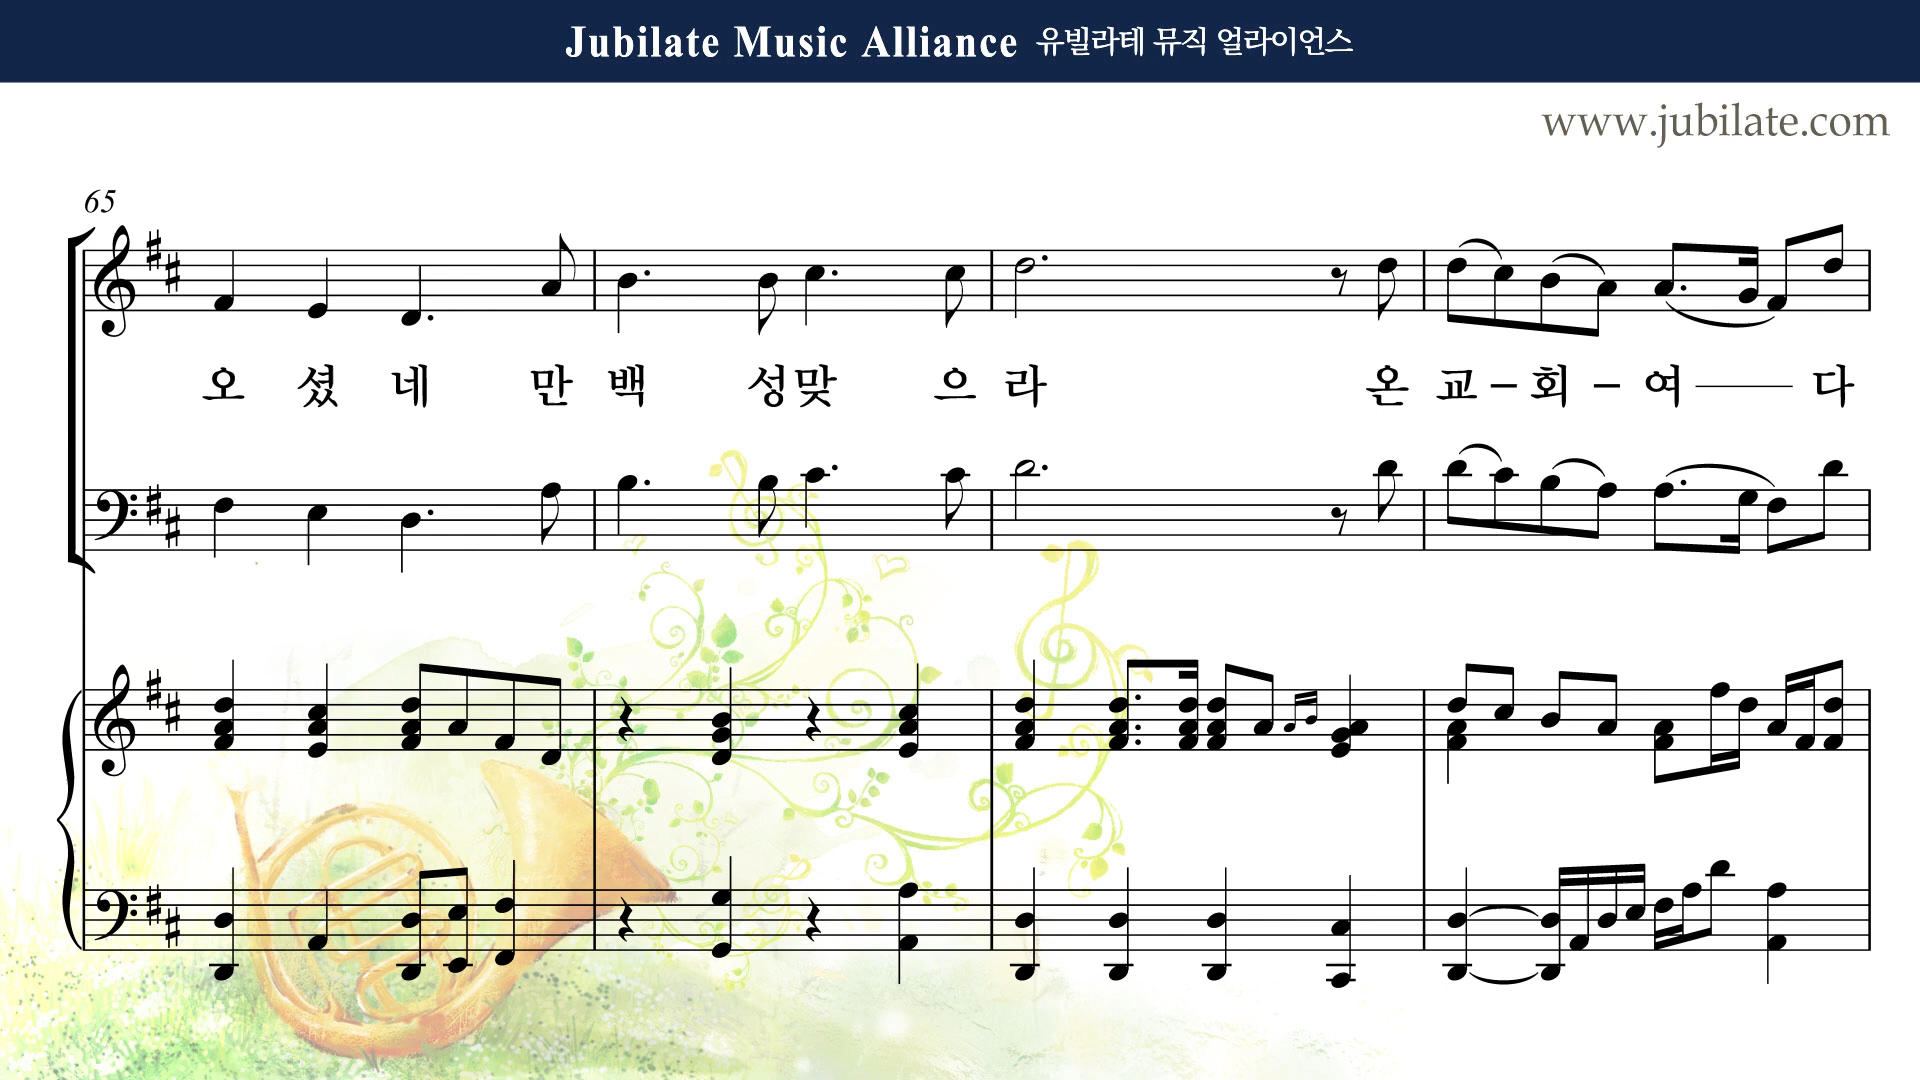 Jubilate Music Alliance 유빌라테 뮤직 얼라이언스
www.jubilate.com
65
오 셨 네 만 백 성 맞 으 라 온 교 - 회 - 여 다